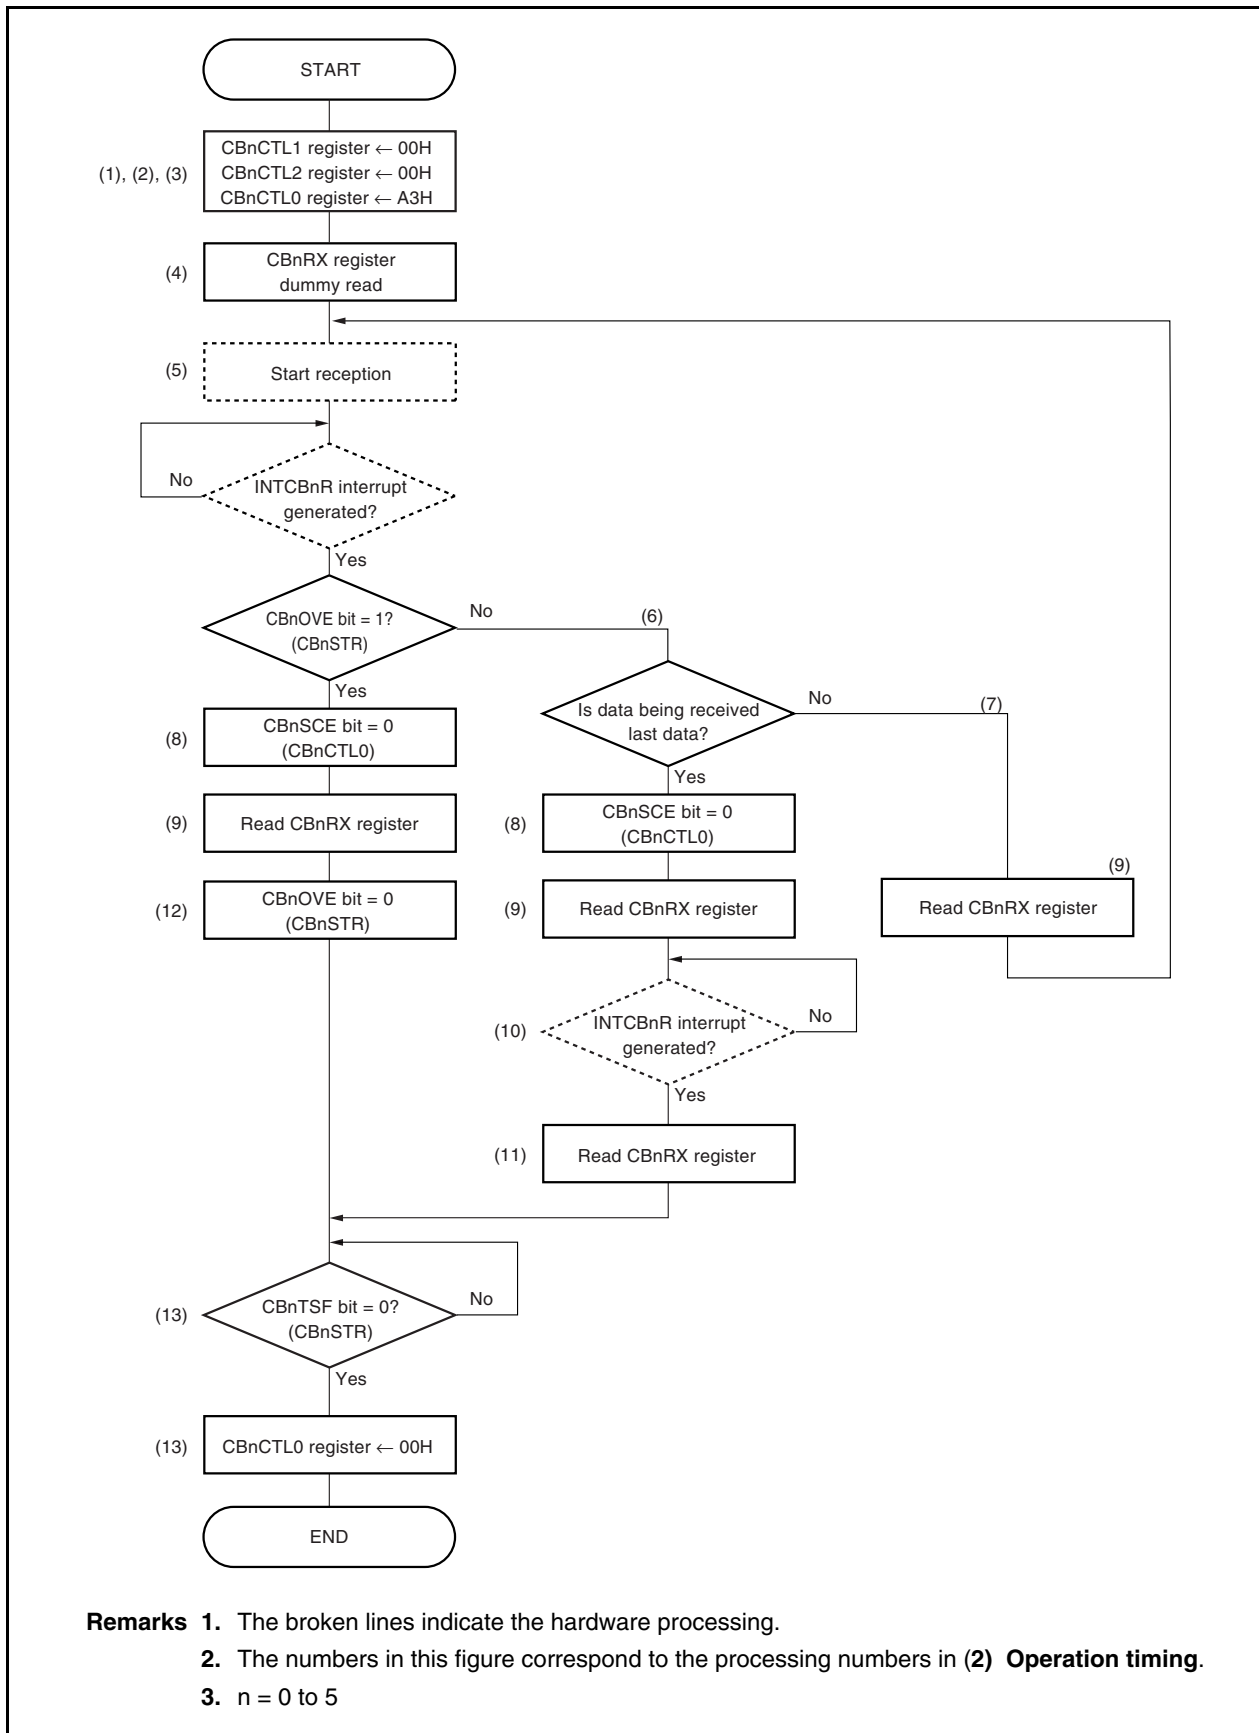 START
CBnCTL1 register ← 00H
CBnCTL2 register ← 00H
(1), (2), (3)
CBnCTL0 register ← A3H
CBnRX register
(4)
dummy read
(5)
Start reception
No
INTCBnR interrupt
generated?
Yes
CBnOVE bit = 1?
(CBnSTR)
No
(6)
Yes
Is data being received
last data?
No
(7)
Yes
(8)
CBnSCE bit = 0
(CBnCTL0)
(8)
CBnSCE bit = 0
(CBnCTL0)
(9)
Read CBnRX register
(9)
Read CBnRX register
(9)
Read CBnRX register
(12)
CBnOVE bit = 0
(CBnSTR)
(10)
INTCBnR interrupt
generated?
No
Yes
(11)
Read CBnRX register
(13)
CBnTSF bit = 0?
(CBnSTR)
No
Yes
(13)
CBnCTL0 register ← 00H
END
Remarks 1. The broken lines indicate the hardware processing.
2. The numbers in this figure correspond to the processing numbers in (2) Operation timing.
3. n = 0 to 5